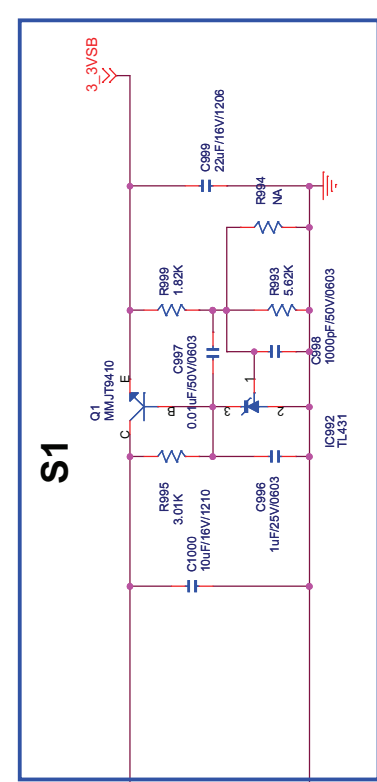 S1
3_3VSB
C999
22uF/16V/1206
R994
NA
R999
1.82K
R993
5.62K
C997
0.01uF/50V/0603
C998
1000pF/50V/0603
Q1
MMJT9410
C
E
B
3
1
2
IC992
TL431
R995
3.01K
C996
1uF/25V/0603
C1000
10uF/16V/1210